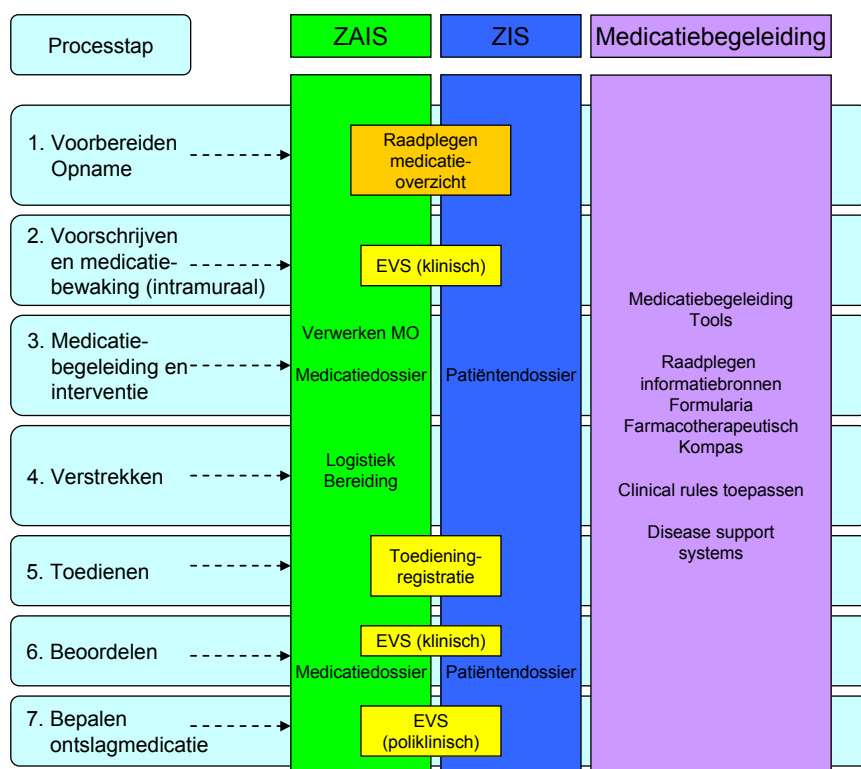 Processtap
ZAIS
ZIS
Medicatiebegeleiding
1. Voorbereiden
Opname
Raadplegen
medicatie-
overzicht
2. Voorschrijven
en medicatie-
bewaking (intramuraal)
EVS (klinisch)
3. Medicatie-
begeleiding en
interventie
Verwerken MO
Medicatiedossier
Patiëntendossier
4. Verstrekken
Logistiek
Bereiding
5. Toedienen
Toediening-
registratie
6. Beoordelen
EVS (klinisch)
Medicatiedossier
Patiëntendossier
7. Bepalen
ontslagmedicatie
EVS
(poliklinisch)
Medicatiebegeleiding
Tools
Raadplegen
informatiebronnen
Formularia
Farmacotherapeutisch
Kompas
Clinical rules toepassen
Disease support
systems